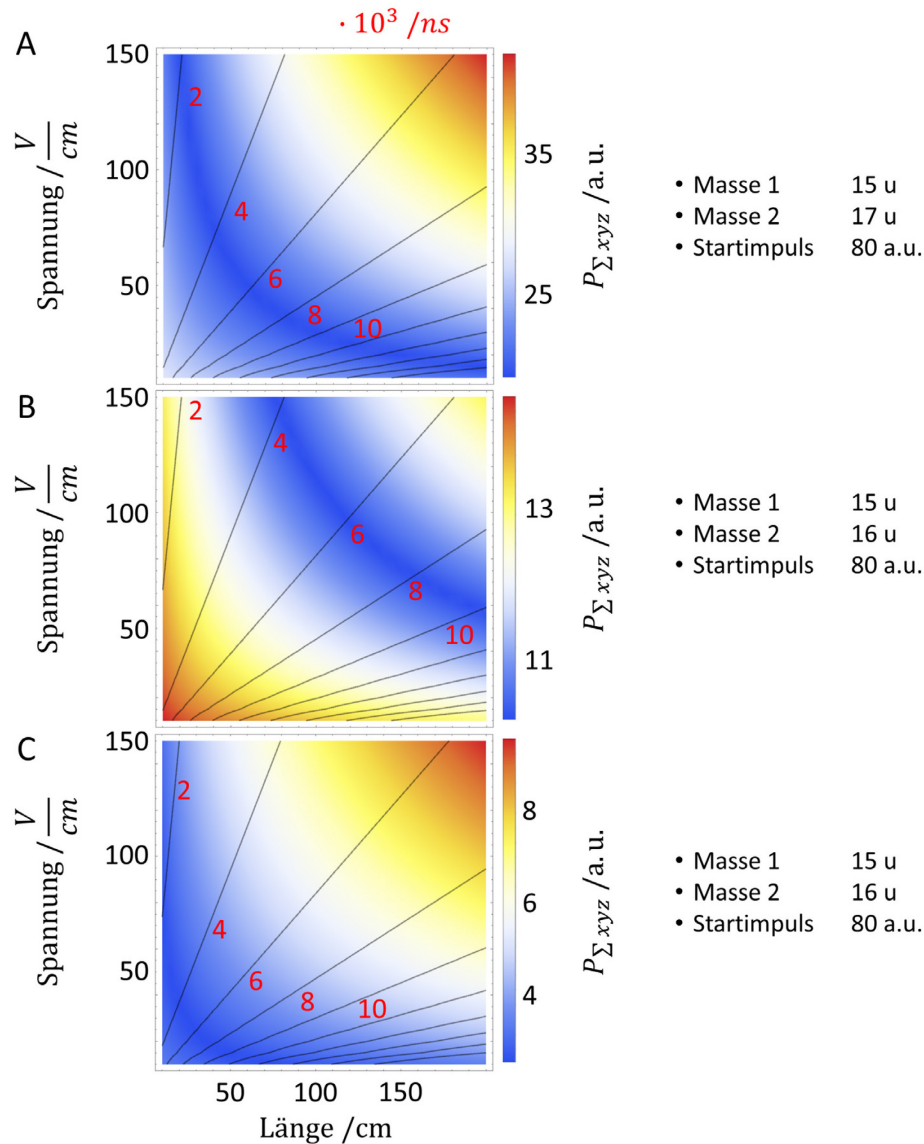 · 10³ /ns
A
150
100
50
Spannung / V/cm
2
4
6
8
10
35
25
P_Σxyz /a.u.
• Masse 1 15 u
• Masse 2 17 u
• Startimpuls 80 a.u.
B
150
100
50
Spannung / V/cm
2
4
6
8
10
13
11
P_Σxyz /a.u.
• Masse 1 15 u
• Masse 2 16 u
• Startimpuls 80 a.u.
C
150
100
50
Spannung / V/cm
2
4
6
8
10
8
6
4
P_Σxyz /a.u.
• Masse 1 15 u
• Masse 2 16 u
• Startimpuls 80 a.u.
50 100 150
Länge /cm